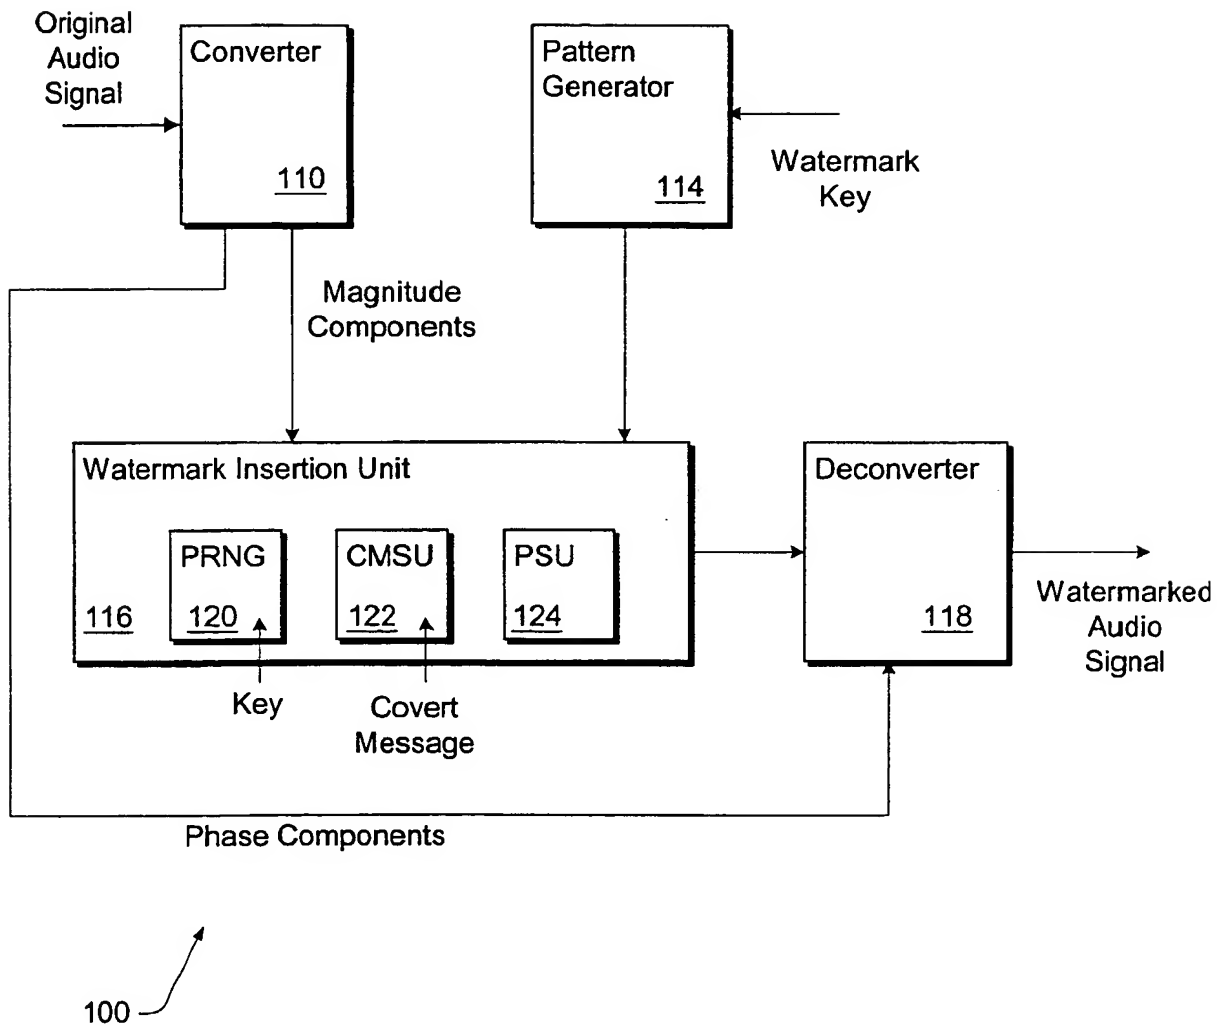 Original
Audio
Signal
Converter
110
Pattern
Generator
114
Watermark
Key
Magnitude
Components
Watermark Insertion Unit
116
PRNG
120
CMSU
122
PSU
124
Key
Covert
Message
Deconverter
118
Watermarked
Audio
Signal
Phase Components
100